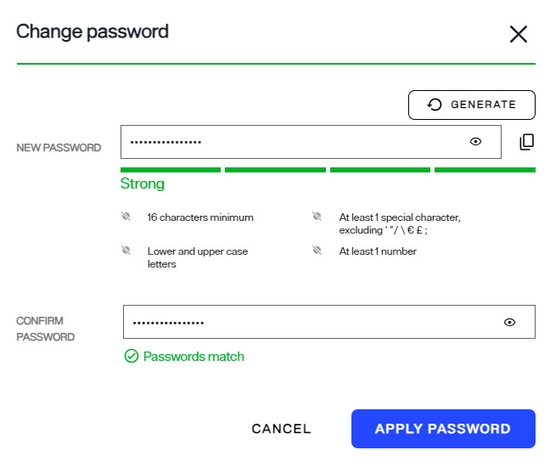 Change password
GENERATE
NEW PASSWORD
••••••••••••••••
Strong
16 characters minimum
At least 1 special character,
excluding ' "/ \ € £ ;
Lower and upper case
letters
At least 1 number
CONFIRM
PASSWORD
••••••••••••••••
Passwords match
CANCEL
APPLY PASSWORD